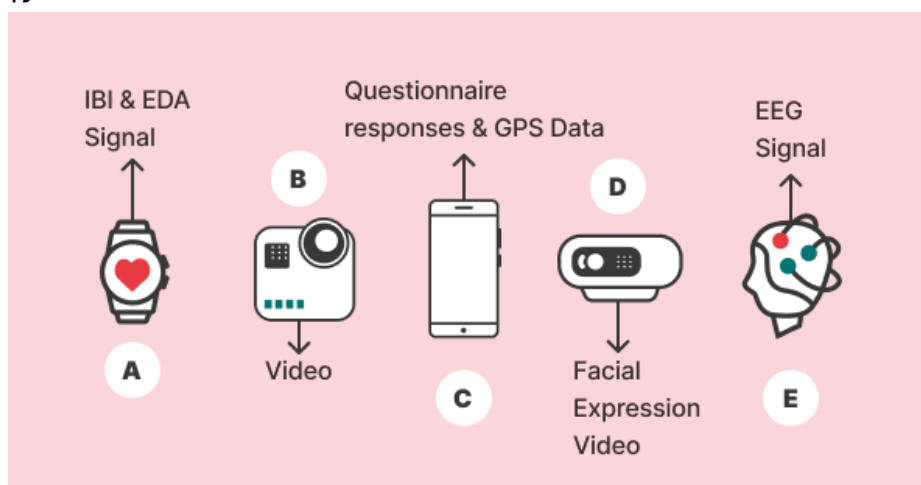 IBI & EDA
Signal
B
Questionnaire
responses & GPS Data
D
EEG
Signal
A
Video
C
Facial
Expression
Video
E